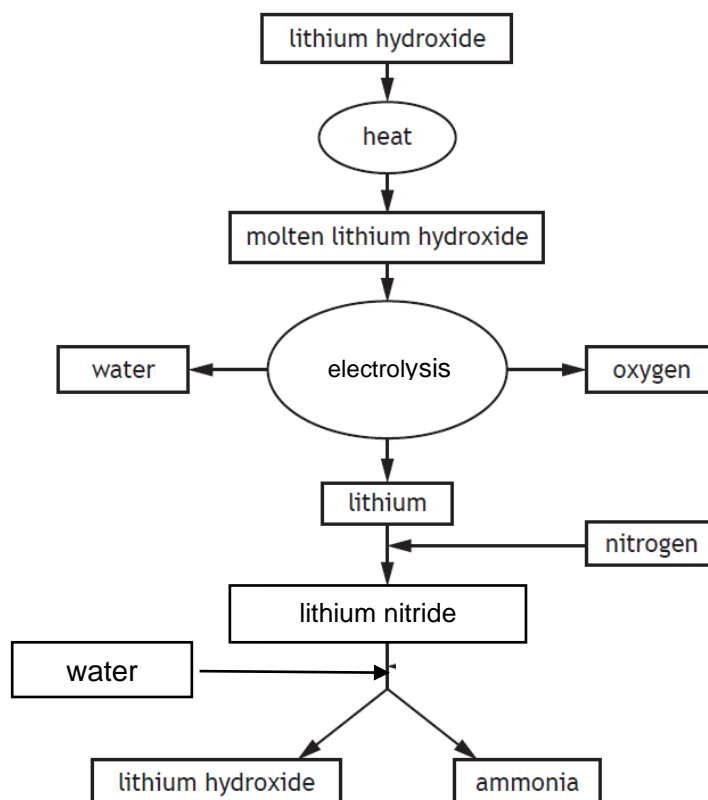 lithium hydroxide
heat
molten lithium hydroxide
water
electrolysis
oxygen
lithium
nitrogen
lithium nitride
water
lithium hydroxide
ammonia